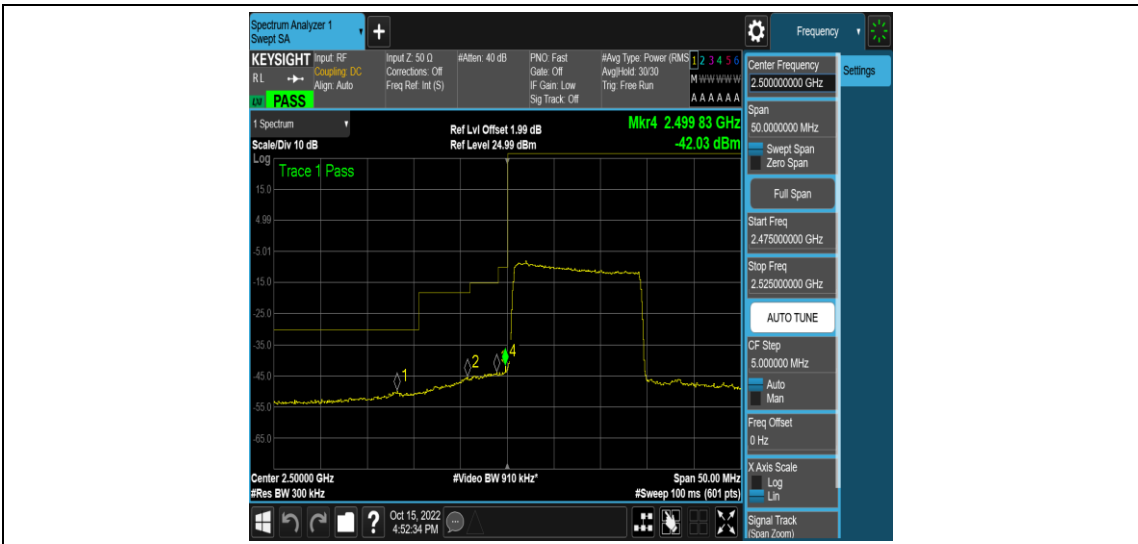 Spectrum Analyzer 1
Swept SA
+
Frequency
KEYSIGHT
RL
LXI PASS
Input: RF
Coupling: DC
Align: Auto
Input Z: 50 Ω
Corrections: Off
Freq Ref: Int (S)
#Atten: 40 dB
PNO: Fast
Gate: Off
IF Gain: Low
Sig Track: Off
#Avg Type: Power (RMS
Avg|Hold: 30/30
Trig: Free Run
1 2 3 4 5 6
M W W W W W
A A A A A A
1 Spectrum
Scale/Div 10 dB
Ref Lvl Offset 1.99 dB
Ref Level 24.99 dBm
Mkr4 2.499 83 GHz
-42.03 dBm
Log
Trace 1 Pass
15.0
4.99
-5.01
-15.0
-25.0
-35.0
-45.0
-55.0
-65.0
1
2
4
Center 2.50000 GHz
#Res BW 300 kHz
#Video BW 910 kHz*
Span 50.00 MHz
#Sweep 100 ms (601 pts)
Center Frequency
2.500000000 GHz
Settings
Span
50.0000000 MHz
Swept Span
Zero Span
Full Span
Start Freq
2.475000000 GHz
Stop Freq
2.525000000 GHz
AUTO TUNE
CF Step
5.000000 MHz
Auto
Man
Freq Offset
0 Hz
X Axis Scale
Log
Lin
Signal Track
(Span Zoom)
?
Oct 15, 2022
4:52:34 PM